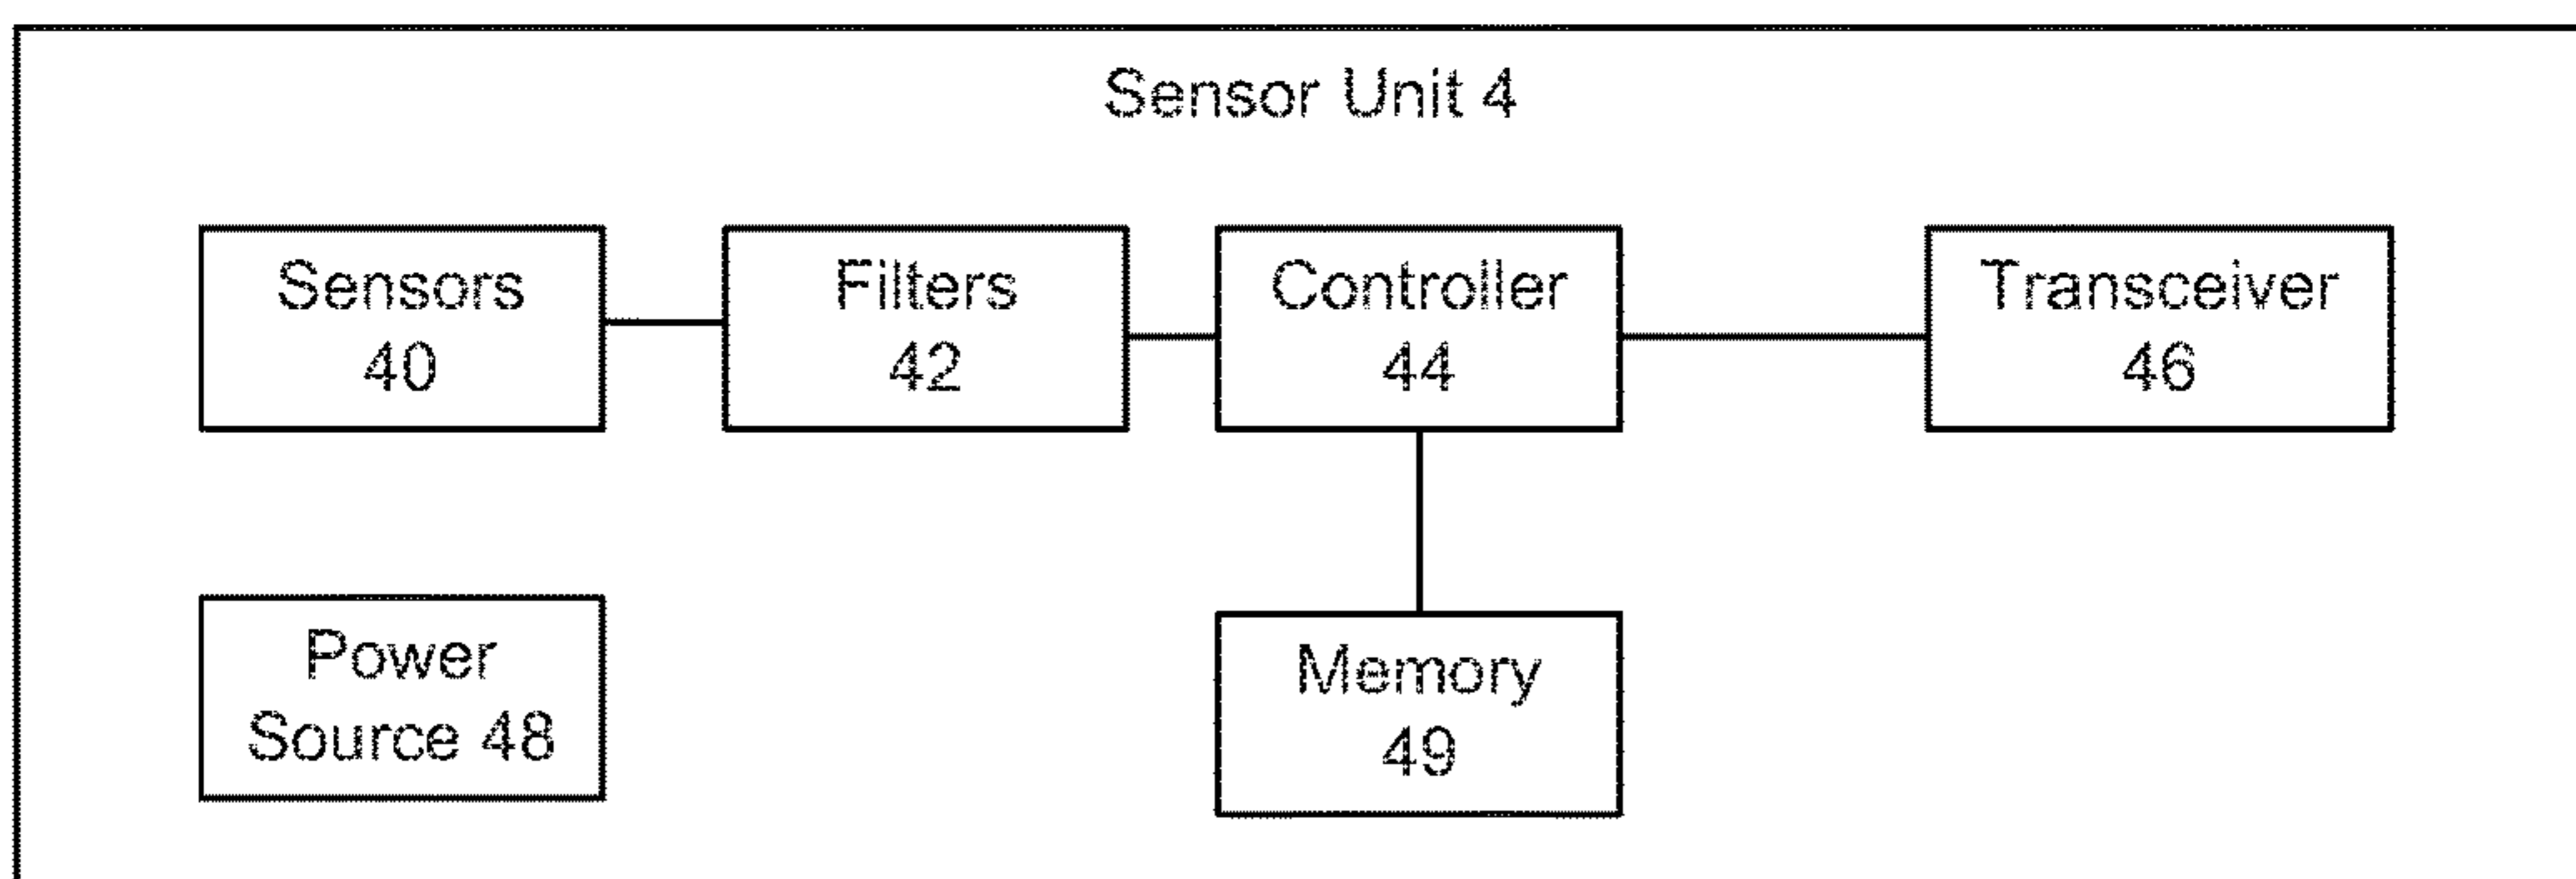 Sensor Unit 4
Sensors
40
Filters
42
Controller
44
Transceiver
46
Power
Source 48
Memory
49